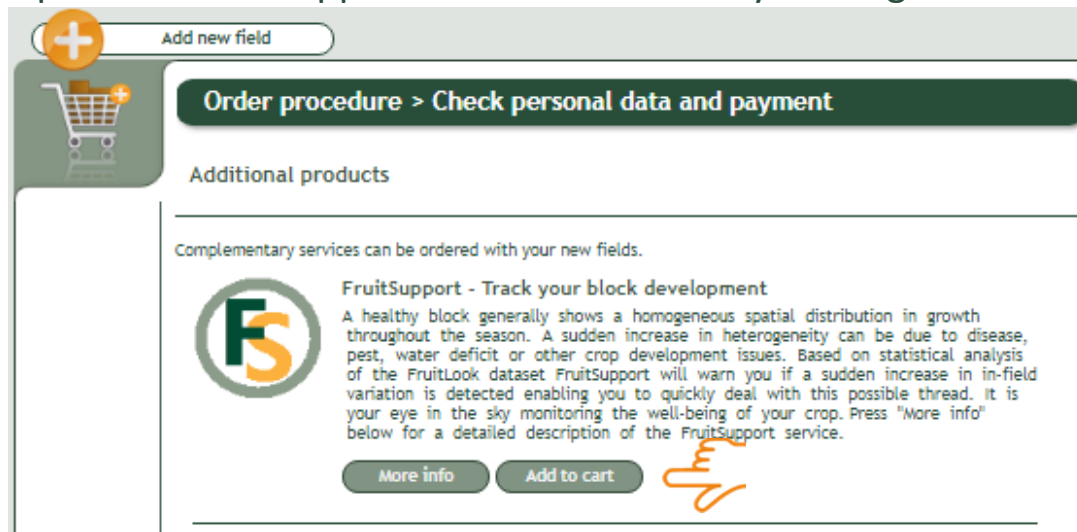 Add new field
Order procedure > Check personal data and payment
Additional products
Complementary services can be ordered with your new fields.
FS
FruitSupport - Track your block development
A healthy block generally shows a homogeneous spatial distribution in growth
throughout the season. A sudden increase in heterogeneity can be due to disease,
pest, water deficit or other crop development issues. Based on statistical analysis
of the FruitLook dataset FruitSupport will warn you if a sudden increase in in-field
variation is detected enabling you to quickly deal with this possible thread. It is
your eye in the sky monitoring the well-being of your crop. Press "More info"
below for a detailed description of the FruitSupport service.
More info
Add to cart